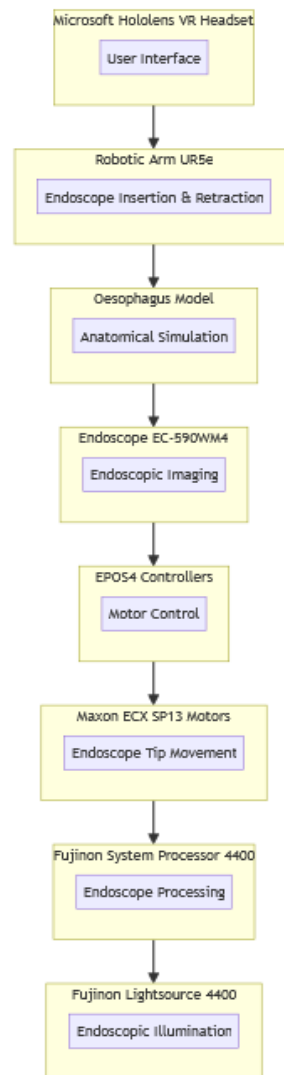 Microsoft Hololens VR Headset
User Interface
Robotic Arm UR5e
Endoscope Insertion & Retraction
Oesophagus Model
Anatomical Simulation
Endoscope EC-590WM4
Endoscopic Imaging
EPOS4 Controllers
Motor Control
Maxon ECX SP13 Motors
Endoscope Tip Movement
Fujinon System Processor 4400
Endoscope Processing
Fujinon Lightsource 4400
Endoscopic Illumination